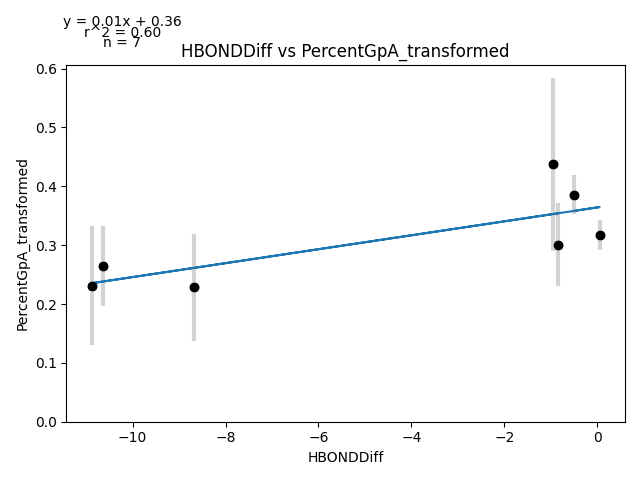 y = 0.01x + 0.36
r^2 = 0.60
n = 7
HBONDDiff vs PercentGpA_transformed
0.6
0.5
0.4
0.3
0.2
0.1
0.0
PercentGpA_transformed
−10
−8
−6
−4
−2
0
HBONDDiff